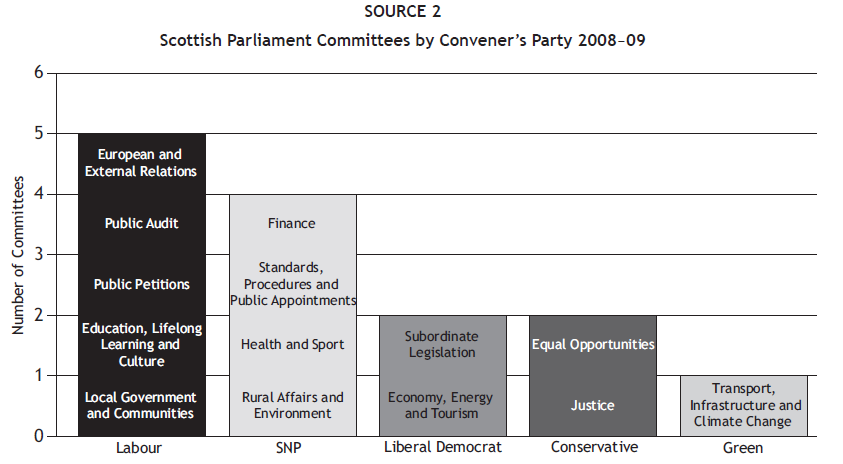 SOURCE 2
Scottish Parliament Committees by Convener's Party 2008–09
Number of Committees
6
5
4
3
2
1
0
European and
External Relations
Public Audit
Public Petitions
Education, Lifelong
Learning and
Culture
Local Government
and Communities
Finance
Standards,
Procedures and
Public Appointments
Health and Sport
Rural Affairs and
Environment
Subordinate
Legislation
Economy, Energy
and Tourism
Equal Opportunities
Justice
Transport,
Infrastructure and
Climate Change
Labour
SNP
Liberal Democrat
Conservative
Green